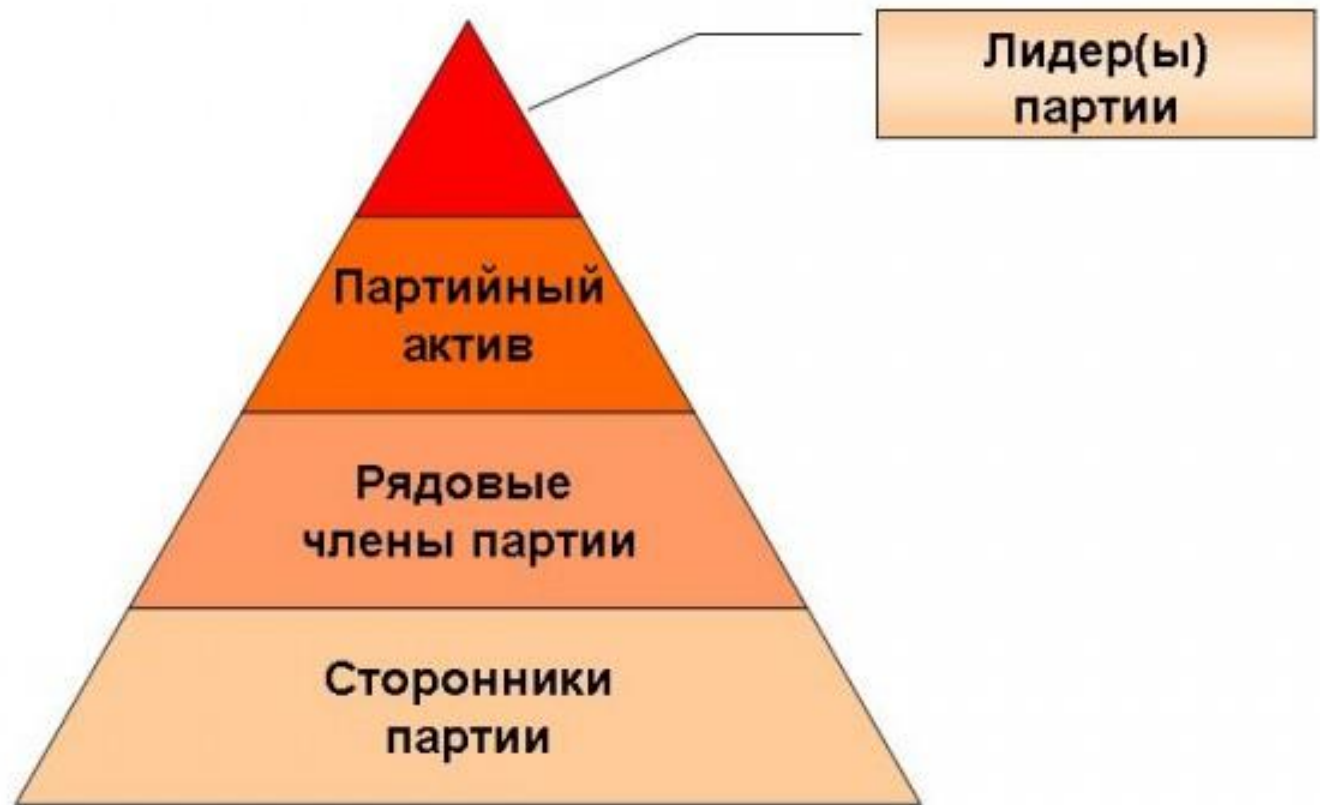 Лидер(ы)
партии
Партийный
актив
Рядовые
члены партии
Сторонники
партии